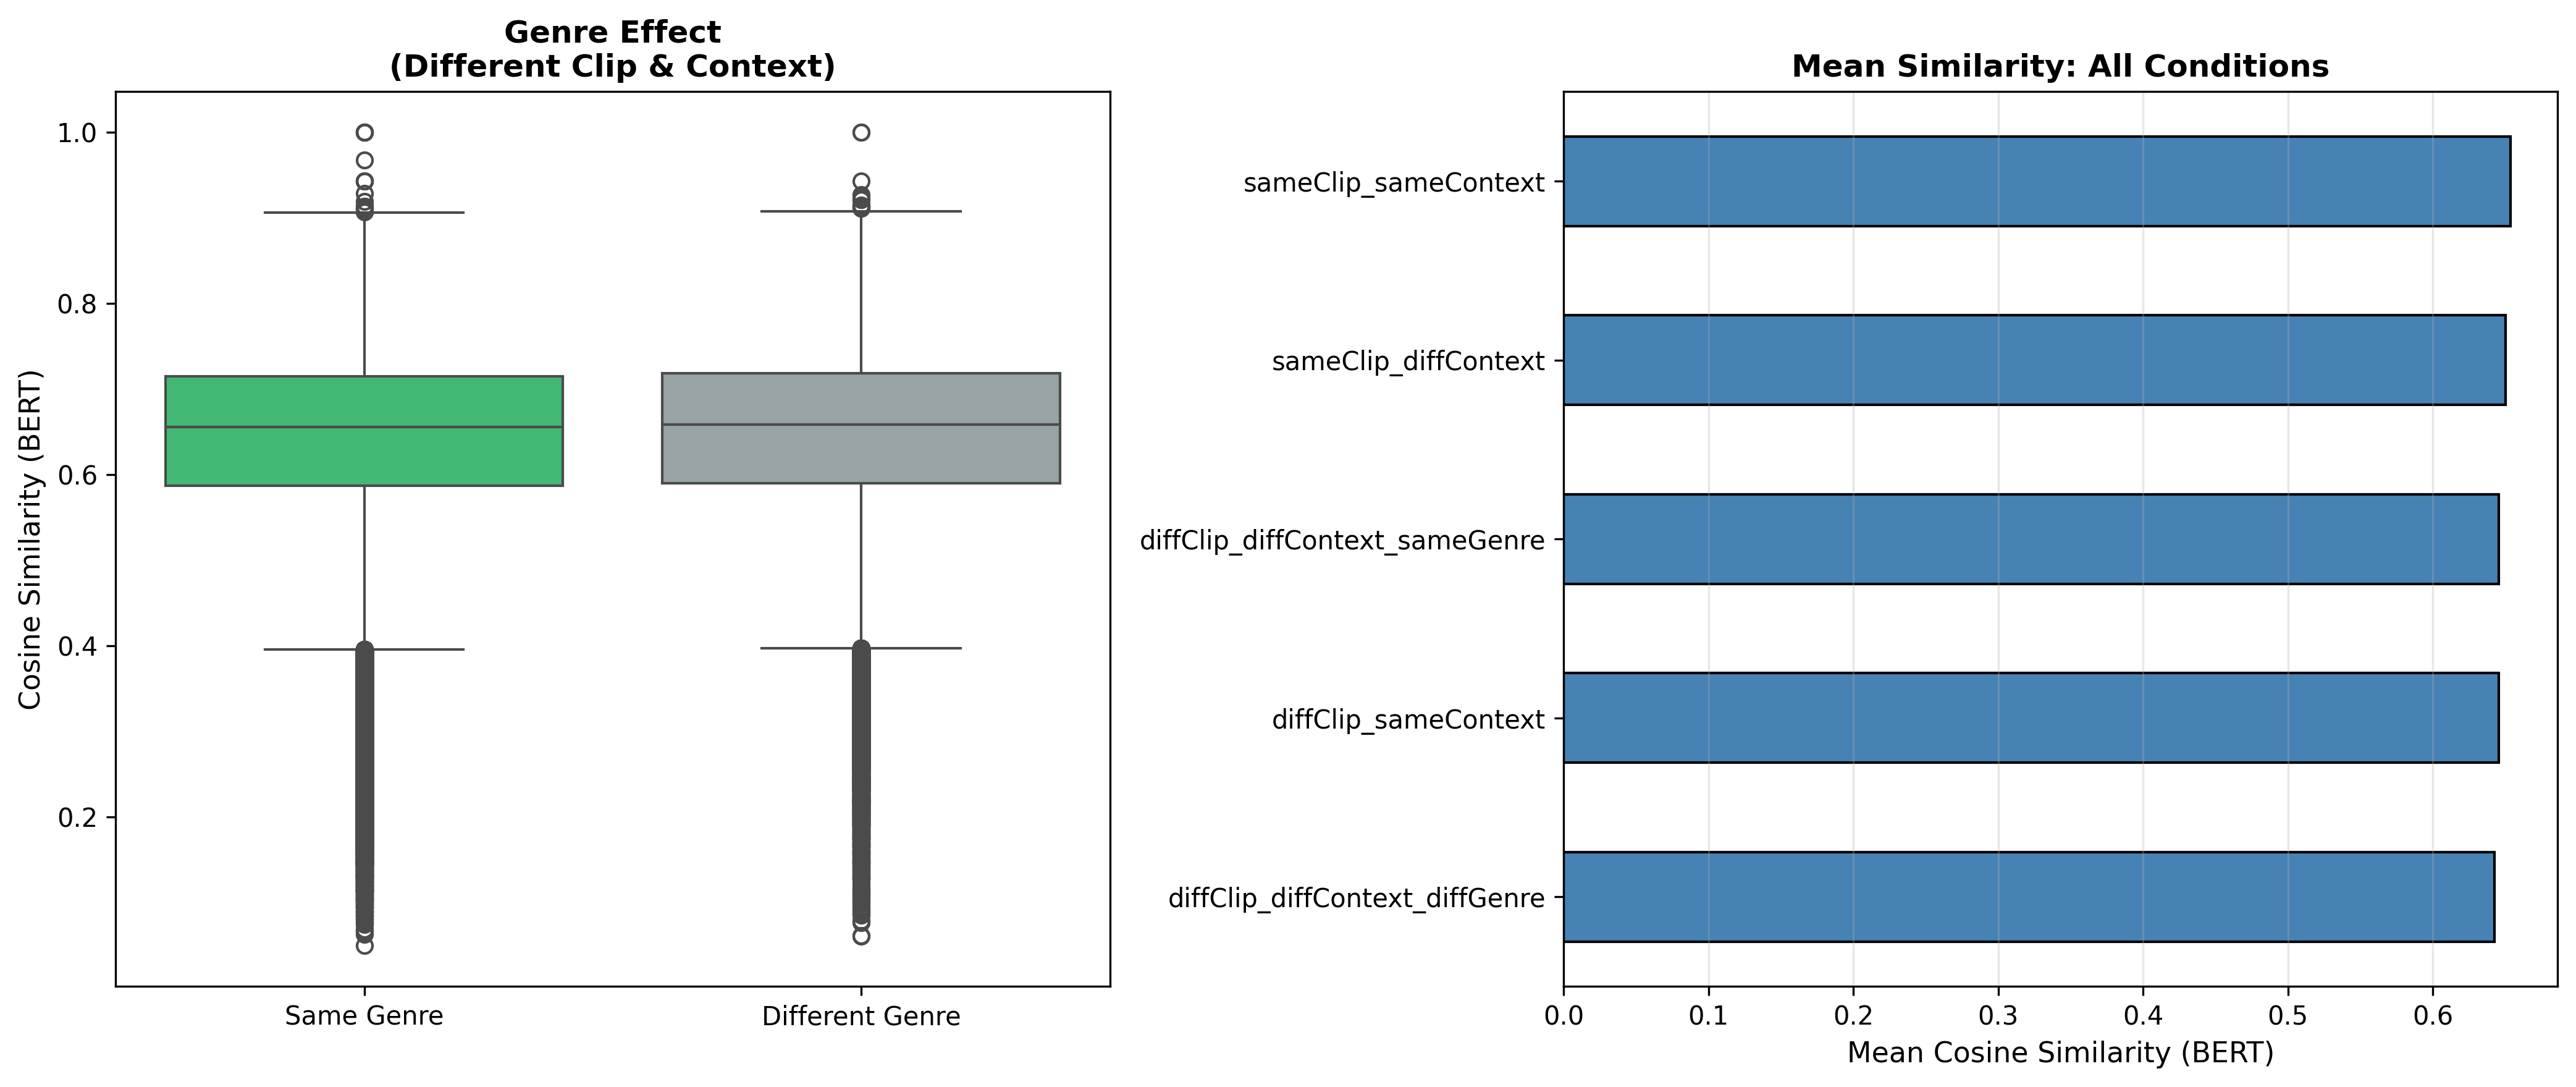 Genre Effect
(Different Clip & Context)
Cosine Similarity (BERT)
1.0
0.8
0.6
0.4
0.2
Same Genre
Different Genre
Mean Similarity: All Conditions
sameClip_sameContext
sameClip_diffContext
diffClip_diffContext_sameGenre
diffClip_sameContext
diffClip_diffContext_diffGenre
0.0
0.1
0.2
0.3
0.4
0.5
0.6
Mean Cosine Similarity (BERT)